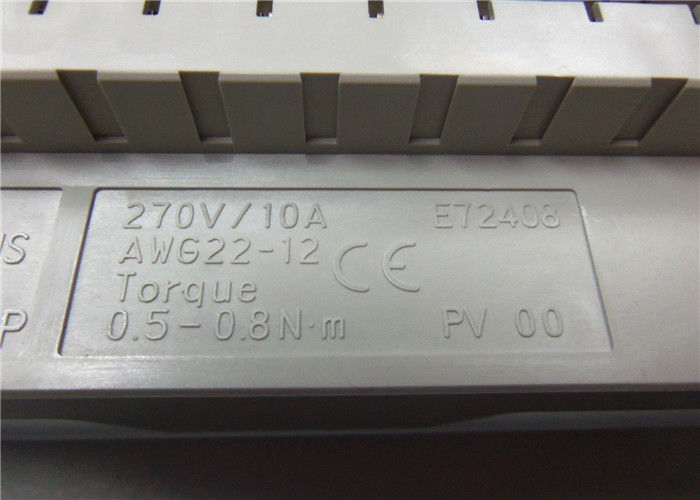 270V/10A E72408
AWG22-12 CE
Torque
0.5-0.8N·m PV 00
P